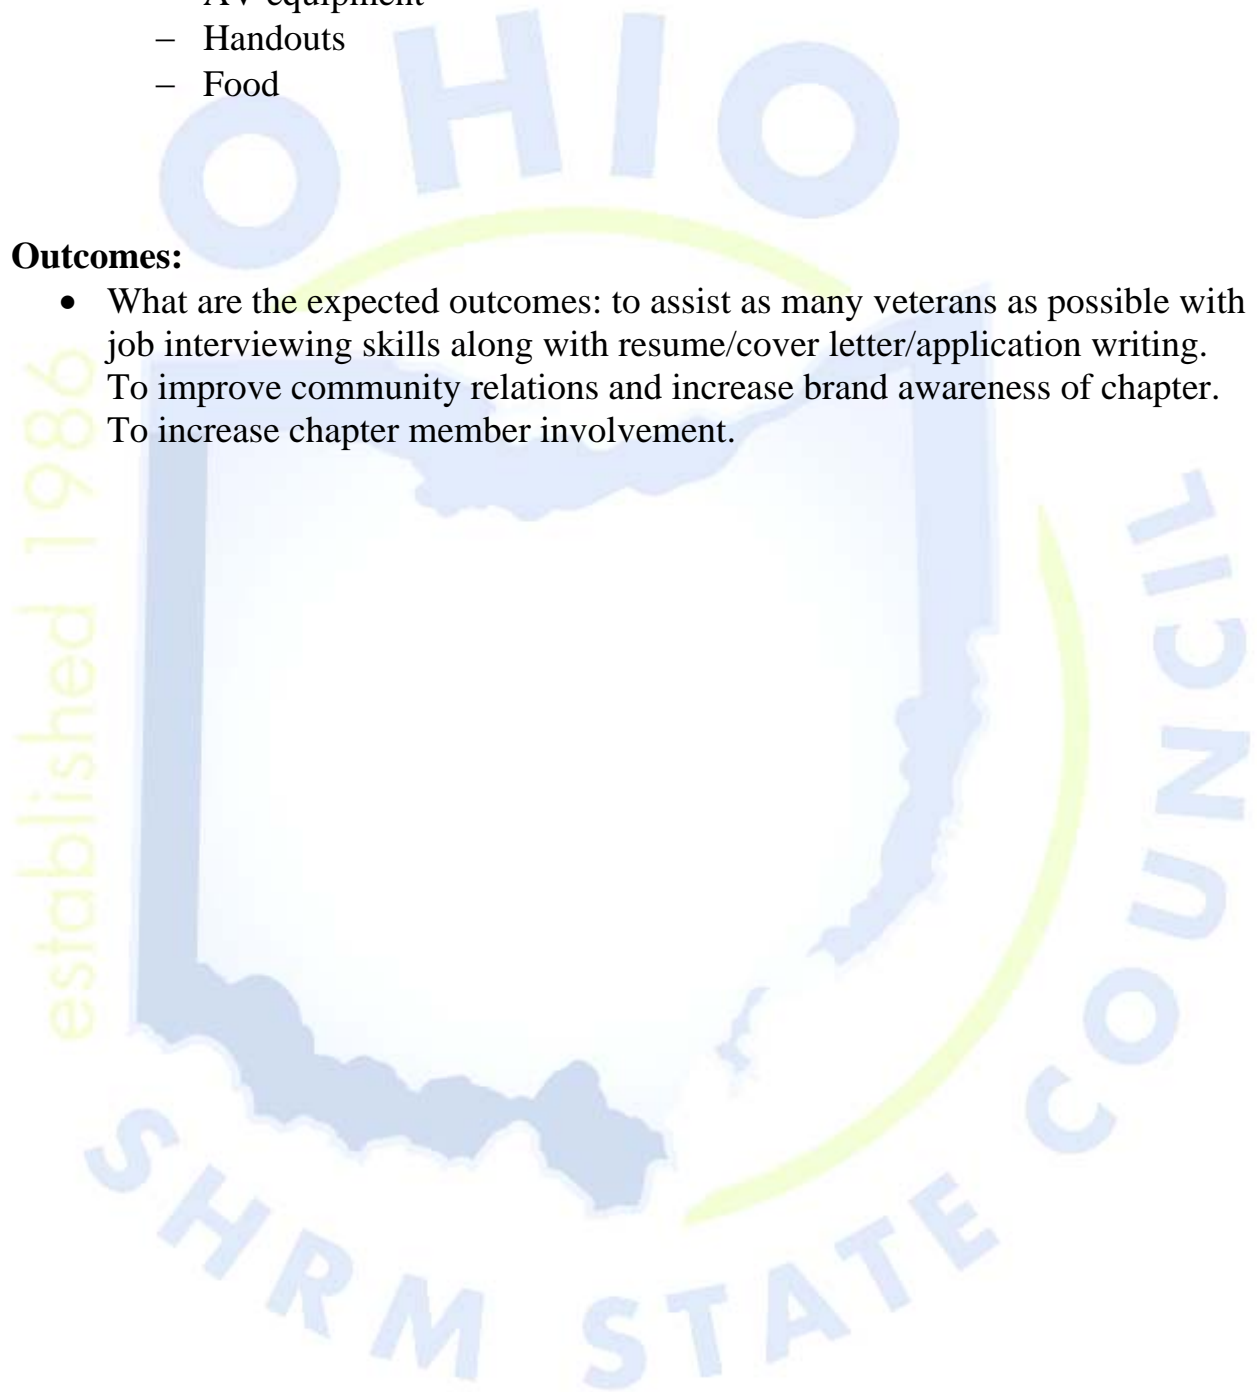 AV equipment
– Handouts
– Food
OHIO
Outcomes:
• What are the expected outcomes: to assist as many veterans as possible with
job interviewing skills along with resume/cover letter/application writing.
To improve community relations and increase brand awareness of chapter.
To increase chapter member involvement.
established 1986
SHRM STATE COUNCIL